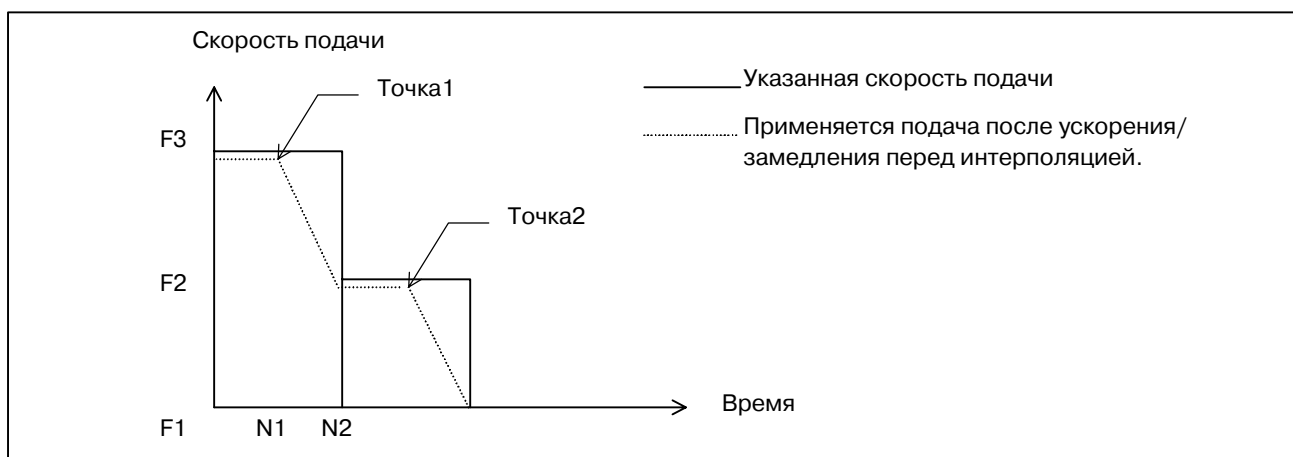 Скорость подачи
Точка1
Указанная скорость подачи
F3
Применяется подача после ускорения/
замедления перед интерполяцией.
Точка2
F2
Время
F1
N1
N2